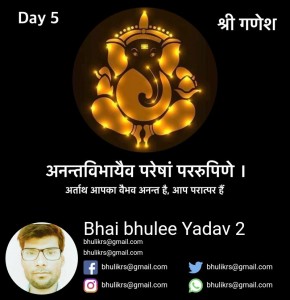 Day 5
श्री गणेश
अनन्तविभायैव परेषां पररुपिणे ।
अर्ताथ आपका वैभव अनन्त है, आप परात्पर हैं
Bhai bhulee Yadav 2
bhulikrs@gmail.com
bhulikrs@gmail.com
bhulikrs@gmail.com bhulikrs@gmail.com
bhulikrs@gmail.com bhulikrs@gmail.com